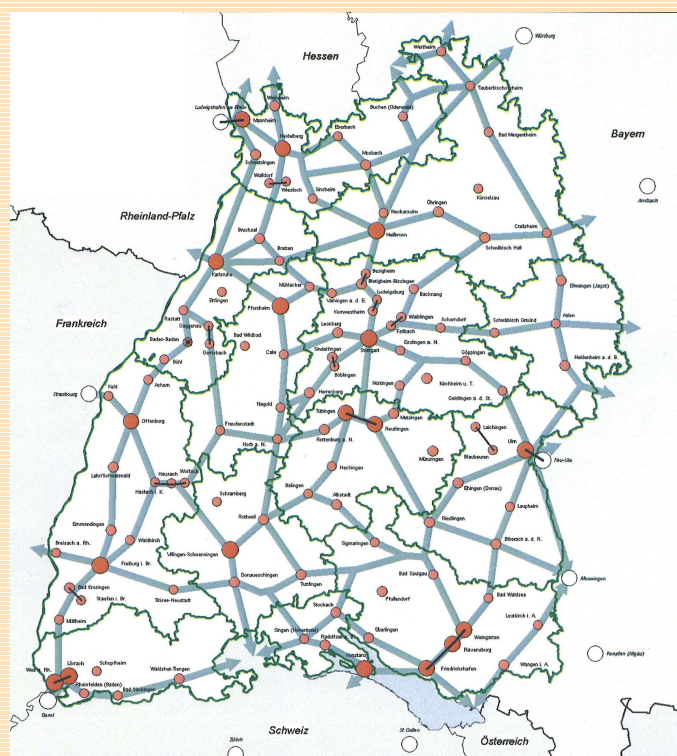 Würzburg
Wertheim
Hessen
Tauberbischofsheim
Weinheim
Buchen (Odenwald)
Ludwigshafen am Rhein
Mannheim
Eberbach
Heidelberg
Bad Mergentheim
Bayern
Mosbach
Schwetzingen
Walldorf
Wiesloch
Ansbach
Sinsheim
Künzelsau
Neckarsulm
Öhringen
Rheinland-Pfalz
Bruchsal
Heilbronn
Crailsheim
Schwäbisch Hall
Bretten
Karlsruhe
Besigheim
Ellwangen (Jagst)
Mühlacker
Bietigheim-Bissingen
Ettlingen
Vaihingen a. d. E.
Ludwigsburg
Backnang
Pforzheim
Kornwestheim
Rastatt
Waiblingen
Aalen
Frankreich
Gaggenau
Leonberg
Schorndorf
Schwäbisch Gmünd
Fellbach
Baden-Baden
Bad Wildbad
Stuttgart
Gernsbach
Calw
Sindelfingen
Esslingen a. N.
Bühl
Göppingen
Heidenheim a. d. B.
Böblingen
Achern
Nürtingen
Kirchheim u. T.
Strasbourg
Kehl
Herrenberg
Geislingen a. d. St.
Nagold
Tübingen
Metzingen
Offenburg
Freudenstadt
Reutlingen
Laichingen
Horb a. N.
Rottenburg a. N.
Ulm
Münsingen
Blaubeuren
Neu-Ulm
Lahr/Schwarzwald
Hausach
Wolfach
Hechingen
Haslach i. K.
Ehingen (Donau)
Schramberg
Balingen
Albstadt
Laupheim
Emmendingen
Rottweil
Riedlingen
Waldkirch
Sigmaringen
Biberach a. d. R.
Breisach a. Rh.
Villingen-Schwenningen
Freiburg i. Br.
Memmingen
Donaueschingen
Bad Saulgau
Bad Krozingen
Titisee-Neustadt
Tuttlingen
Pfullendorf
Bad Waldsee
Staufen i. Br.
Stockach
Müllheim
Leutkirch i. A.
Singen (Hohentwiel)
Überlingen
Weingarten
Ravensburg
Kempten (Allgäu)
Lörrach
Schopfheim
Waldshut-Tiengen
Konstanz
Friedrichshafen
Wangen i. A.
Rheinfelden (Baden)
Bad Säckingen
Basel
Schweiz
Zürich
St. Gallen
Österreich